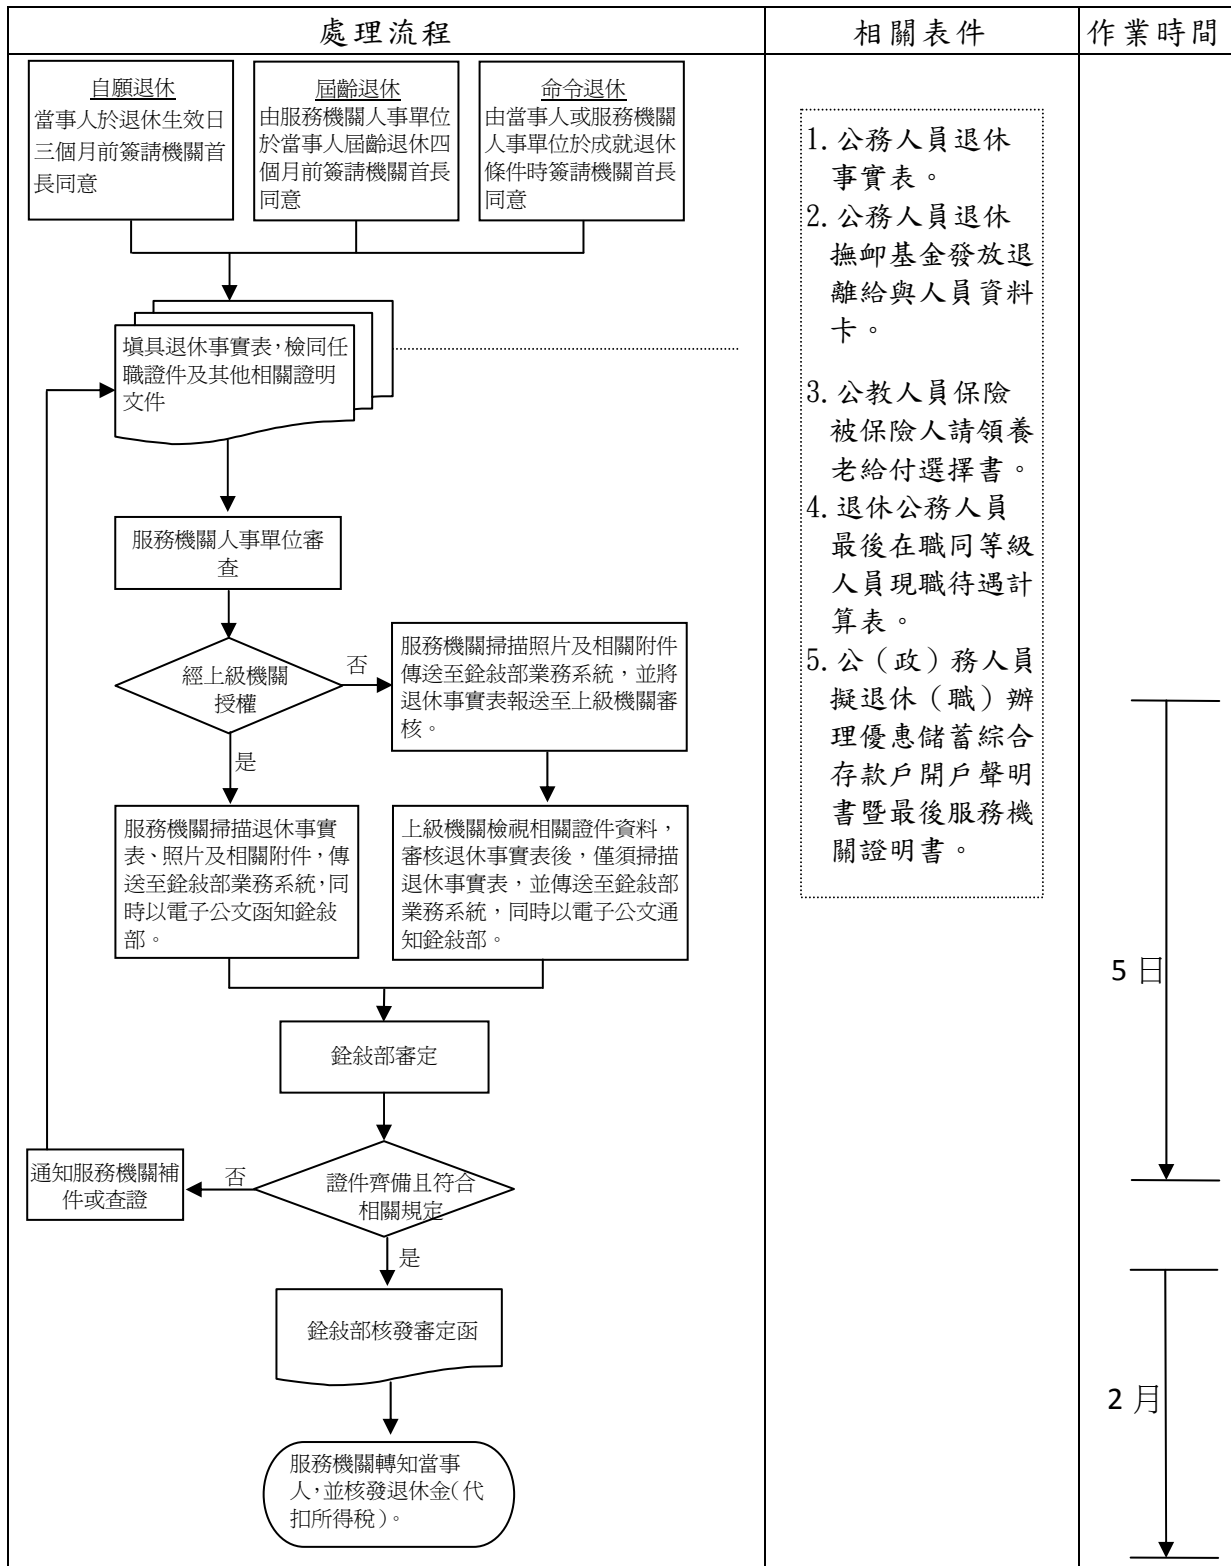 處理流程
相關表件
作業時間
自願退休
當事人於退休生效日
三個月前簽請機關首
長同意
屆齡退休
由服務機關人事單位
於當事人屆齡退休四
個月前簽請機關首長
同意
命令退休
由當事人或服務機關
人事單位於成就退休
條件時簽請機關首長
同意
填具退休事實表，檢同任
職證件及其他相關證明
文件
服務機關人事單位審
查
經上級機關
授權
否
是
服務機關掃描照片及相關附件
傳送至銓敍部業務系統，並將
退休事實表報送至上級機關審
核。
服務機關掃描退休事實
表、照片及相關附件，傳
送至銓敍部業務系統，同
時以電子公文函知銓敍
部。
上級機關檢視相關證件資料，
審核退休事實表後，僅須掃描
退休事實表，並傳送至銓敍部
業務系統，同時以電子公文通
知銓敍部。
銓敍部審定
證件齊備且符合
相關規定
否
通知服務機關補
件或查證
是
銓敍部核發審定函
服務機關轉知當事
人，並核發退休金（代
扣所得稅）。
1. 公務人員退休
事實表。
2. 公務人員退休
撫卹基金發放退
離給與人員資料
卡。
3. 公教人員保險
被保險人請領養
老給付選擇書。
4. 退休公務人員
最後在職同等級
人員現職待遇計
算表。
5. 公（政）務人員
擬退休（職）辦
理優惠儲蓄綜合
存款戶開戶聲明
書暨最後服務機
關證明書。
5 日
2 月